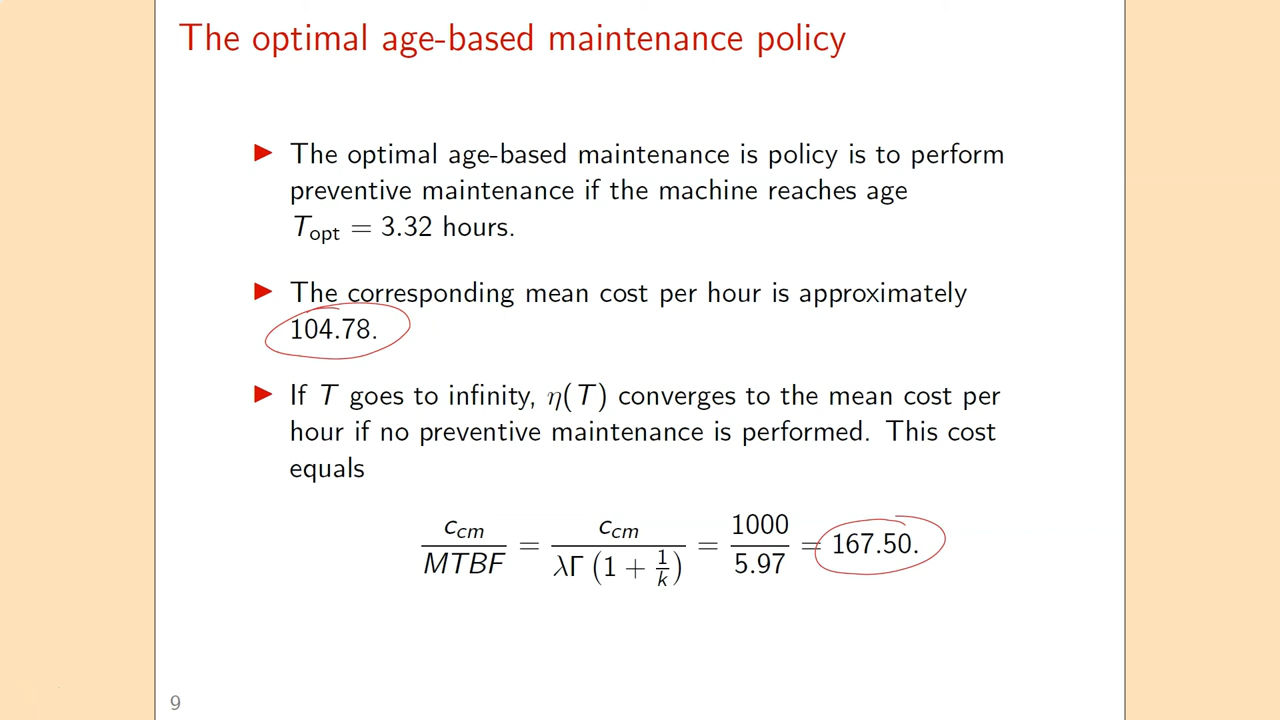 The optimal age-based maintenance policy
▶ The optimal age-based maintenance is policy is to perform
preventive maintenance if the machine reaches age
T_opt = 3.32 hours.
▶ The corresponding mean cost per hour is approximately
104.78.
▶ If T goes to infinity, η(T) converges to the mean cost per
hour if no preventive maintenance is performed. This cost
equals
c_cm / MTBF = c_cm / λΓ(1 + 1/k) = 1000 / 5.97 = 167.50.
9